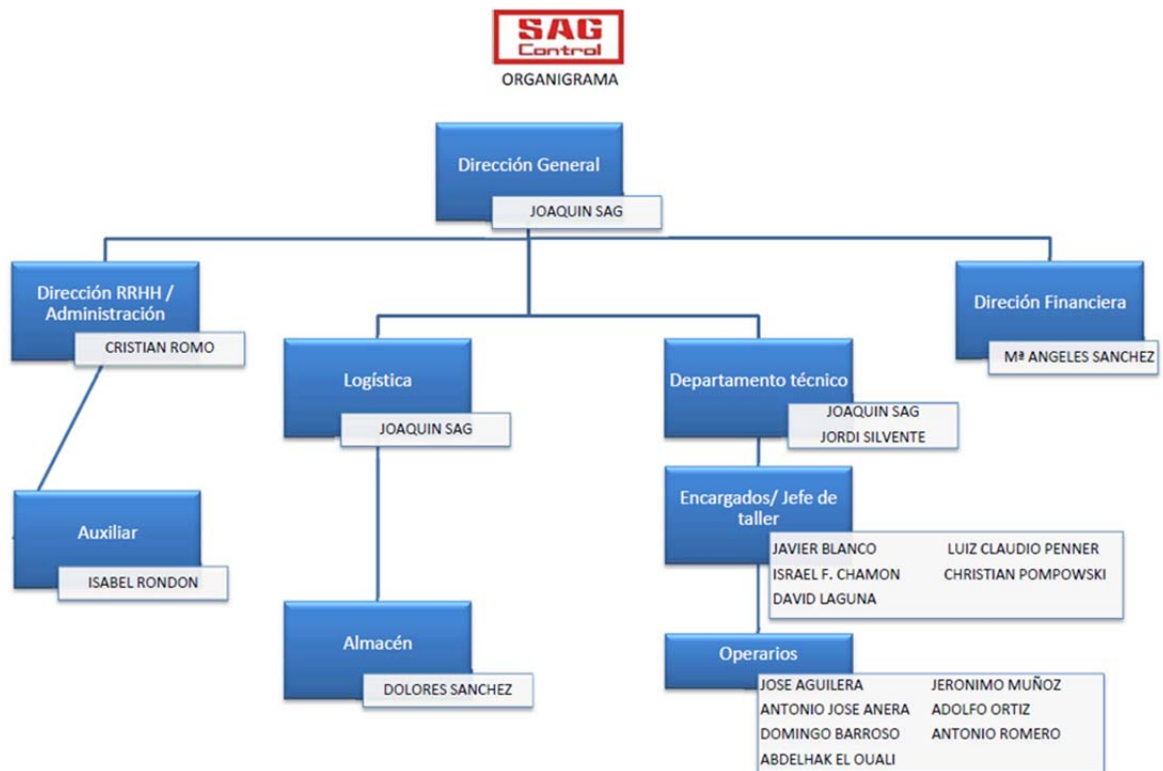 SAG
Control
ORGANIGRAMA
Dirección General
JOAQUIN SAG
Dirección RRHH /
Administración
CRISTIAN ROMO
Direción Financiera
Mª ANGELES SANCHEZ
Logística
JOAQUIN SAG
Departamento técnico
JOAQUIN SAG
JORDI SILVENTE
Auxiliar
ISABEL RONDON
Encargados/ Jefe de
taller
JAVIER BLANCO LUIZ CLAUDIO PENNER
ISRAEL F. CHAMON CHRISTIAN POMPOWSKI
DAVID LAGUNA
Almacén
DOLORES SANCHEZ
Operarios
JOSE AGUILERA JERONIMO MUÑOZ
ANTONIO JOSE ANERA ADOLFO ORTIZ
DOMINGO BARROSO ANTONIO ROMERO
ABDELHAK EL OUALI